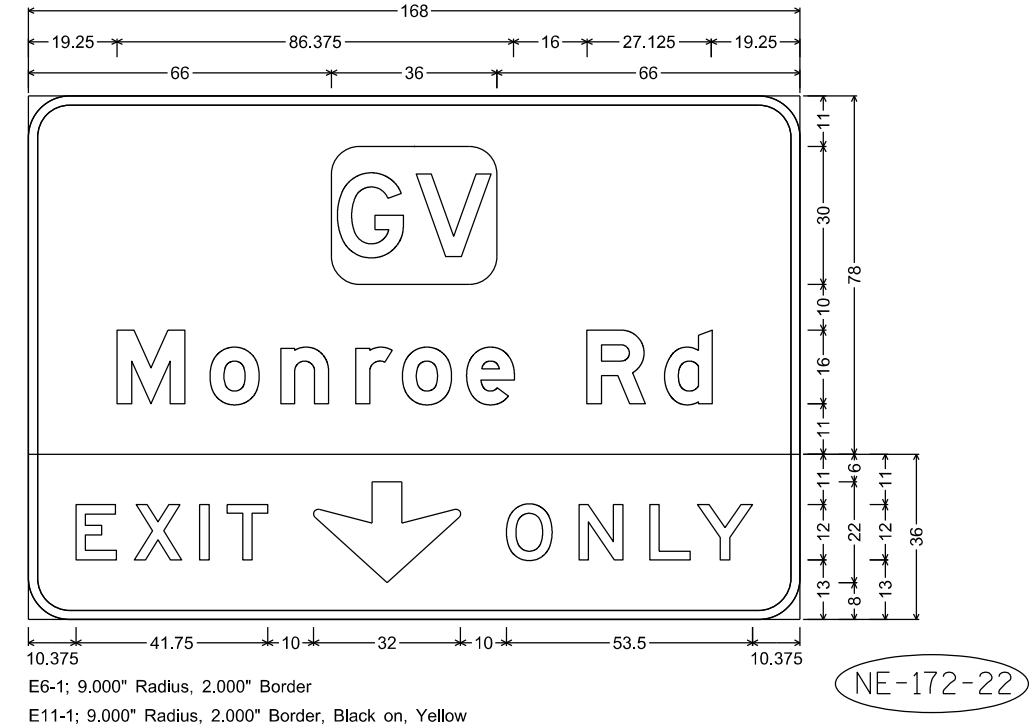 168
19.25 86.375 16 27.125 19.25
66 36 66
GV
Monroe Rd
EXIT ONLY
11
30
10
16
11
78
11
12
13
6
22
8
11
12
13
36
10.375 41.75 10 32 10 53.5 10.375
E6-1; 9.000" Radius, 2.000" Border
E11-1; 9.000" Radius, 2.000" Border, Black on, Yellow
NE-172-22